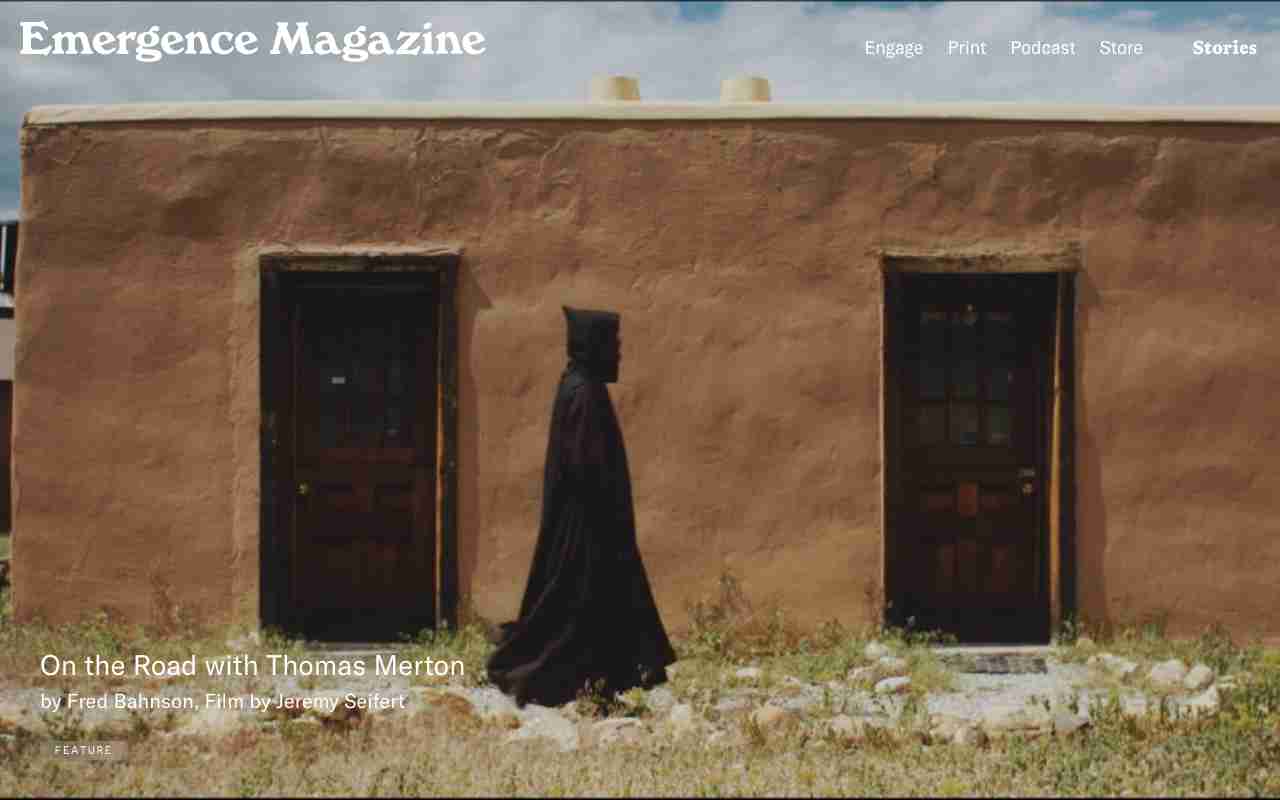 Emergence Magazine
Engage Print Podcast Store Stories
On the Road with Thomas Merton
by Fred Bahnson, Film by Jeremy Seifert
FEATURE